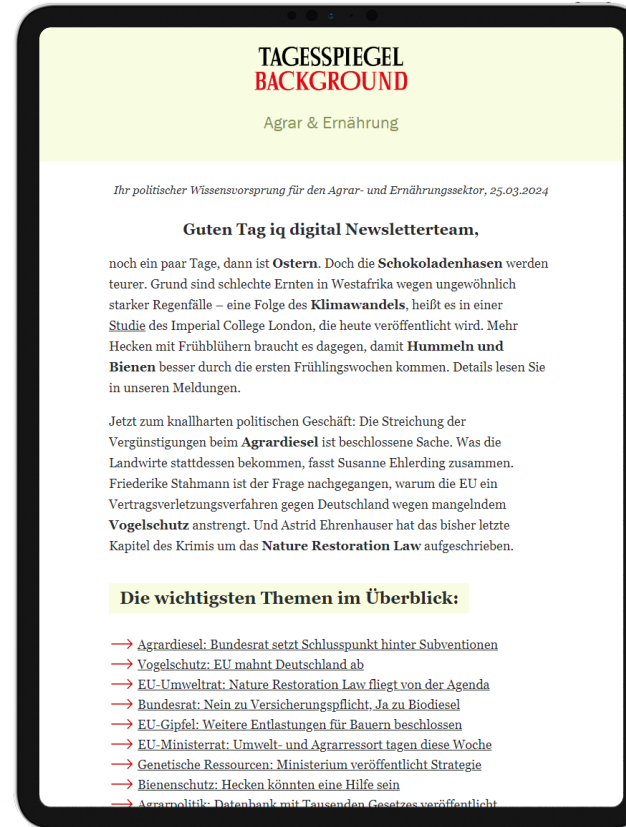 TAGESSPIEGEL
BACKGROUND
Agrar & Ernährung
Ihr politischer Wissensvorsprung für den Agrar- und Ernährungssektor, 25.03.2024
Guten Tag iq digital Newsletterteam,
noch ein paar Tage, dann ist Ostern. Doch die Schokoladenhasen werden
teurer. Grund sind schlechte Ernten in Westafrika wegen ungewöhnlich
starker Regenfälle – eine Folge des Klimawandels, heißt es in einer
Studie des Imperial College London, die heute veröffentlicht wird. Mehr
Hecken mit Frühblühern braucht es dagegen, damit Hummeln und
Bienen besser durch die ersten Frühlingswochen kommen. Details lesen Sie
in unseren Meldungen.
Jetzt zum knallharten politischen Geschäft: Die Streichung der
Vergünstigungen beim Agrardiesel ist beschlossene Sache. Was die
Landwirte stattdessen bekommen, fasst Susanne Ehlerding zusammen.
Friederike Stahmann ist der Frage nachgegangen, warum die EU ein
Vertragsverletzungsverfahren gegen Deutschland wegen mangelndem
Vogelschutz anstrengt. Und Astrid Ehrenhauser hat das bisher letzte
Kapitel des Krimis um das Nature Restoration Law aufgeschrieben.
Die wichtigsten Themen im Überblick:
Agrardiesel: Bundesrat setzt Schlusspunkt hinter Subventionen
Vogelschutz: EU mahnt Deutschland ab
EU-Umweltrat: Nature Restoration Law fliegt von der Agenda
Bundesrat: Nein zu Versicherungspflicht, Ja zu Biodiesel
EU-Gipfel: Weitere Entlastungen für Bauern beschlossen
EU-Ministerrat: Umwelt- und Agrarressort tagen diese Woche
Genetische Ressourcen: Ministerium veröffentlicht Strategie
Bienenschutz: Hecken könnten eine Hilfe sein
Agrarpolitik: Datenbank mit Tausenden Gesetzes veröffentlicht